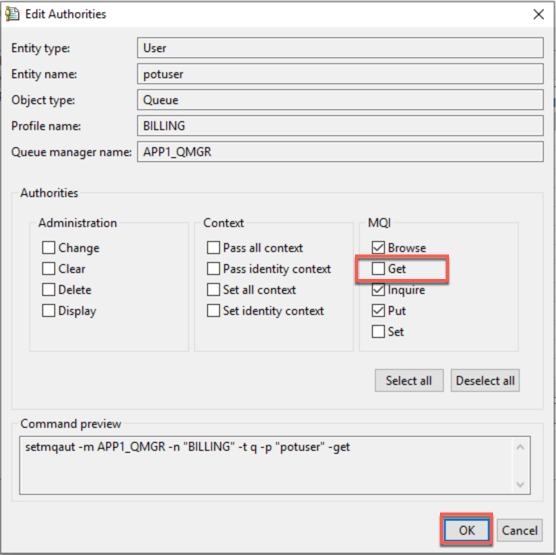 Edit Authorities
Entity type: User
Entity name: potuser
Object type: Queue
Profile name: BILLING
Queue manager name: APP1_QMGR
Authorities
Administration
Change
Clear
Delete
Display
Context
Pass all context
Pass identity context
Set all context
Set identity context
MQI
Browse
Get
Inquire
Put
Set
Select all
Deselect all
Command preview
setmqaut -m APP1_QMGR -n "BILLING" -t q -p "potuser" -get
OK
Cancel